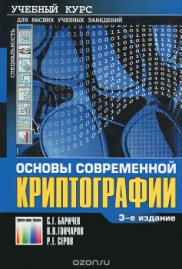 УЧЕБНЫЙ КУРС
ДЛЯ ВЫСШИХ УЧЕБНЫХ ЗАВЕДЕНИЙ
СПЕЦИАЛЬНОСТЬ
ОСНОВЫ СОВРЕМЕННОЙ
КРИПТОГРАФИИ
3-е издание
С.Г. БАРИЧЕВ
В.В. ГОНЧАРОВ
Р.Е. СЕРОВ
ozon.ru